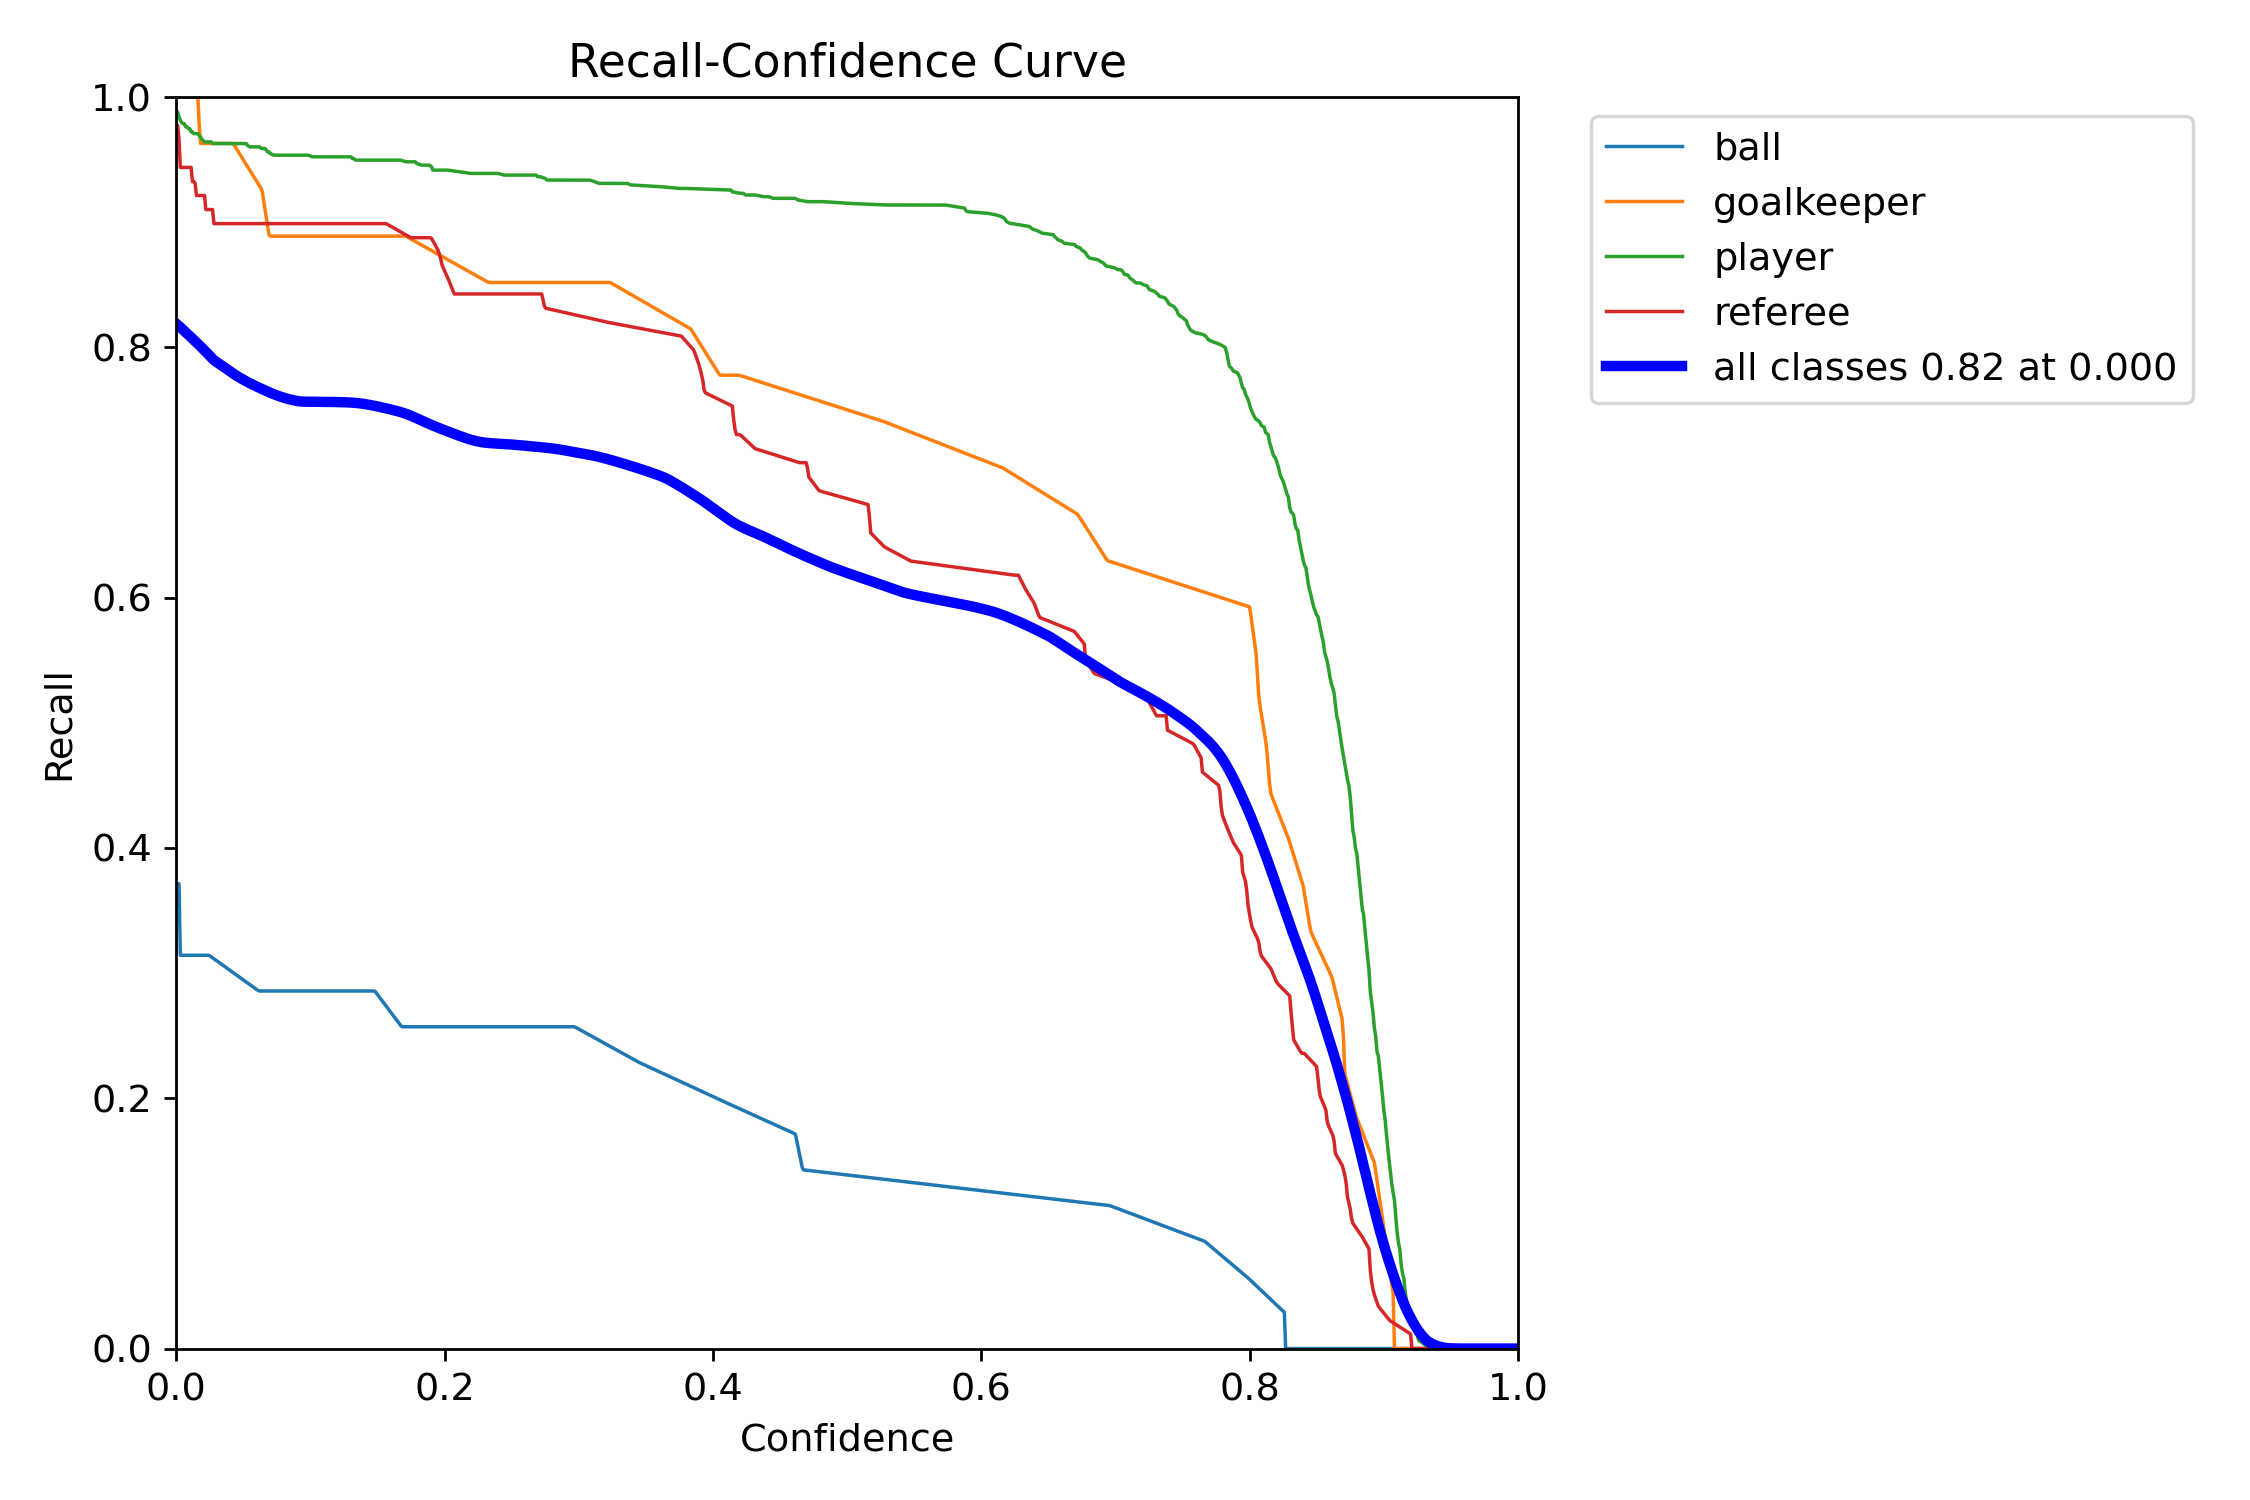 Recall-Confidence Curve
1.0
0.8
0.6
0.4
0.2
0.0
Recall
0.0 0.2 0.4 0.6 0.8 1.0
Confidence
ball
goalkeeper
player
referee
all classes 0.82 at 0.000